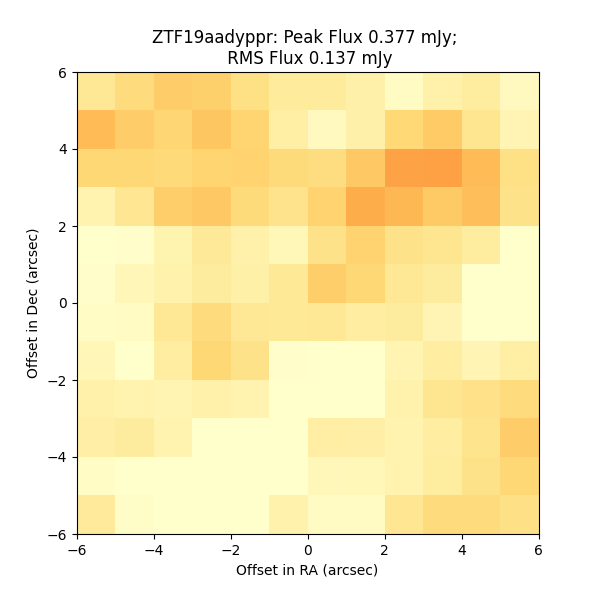 ZTF19aadyppr: Peak Flux 0.377 mJy;
RMS Flux 0.137 mJy
6
4
2
0
−2
−4
−6
Offset in Dec (arcsec)
−6 −4 −2 0 2 4 6
Offset in RA (arcsec)